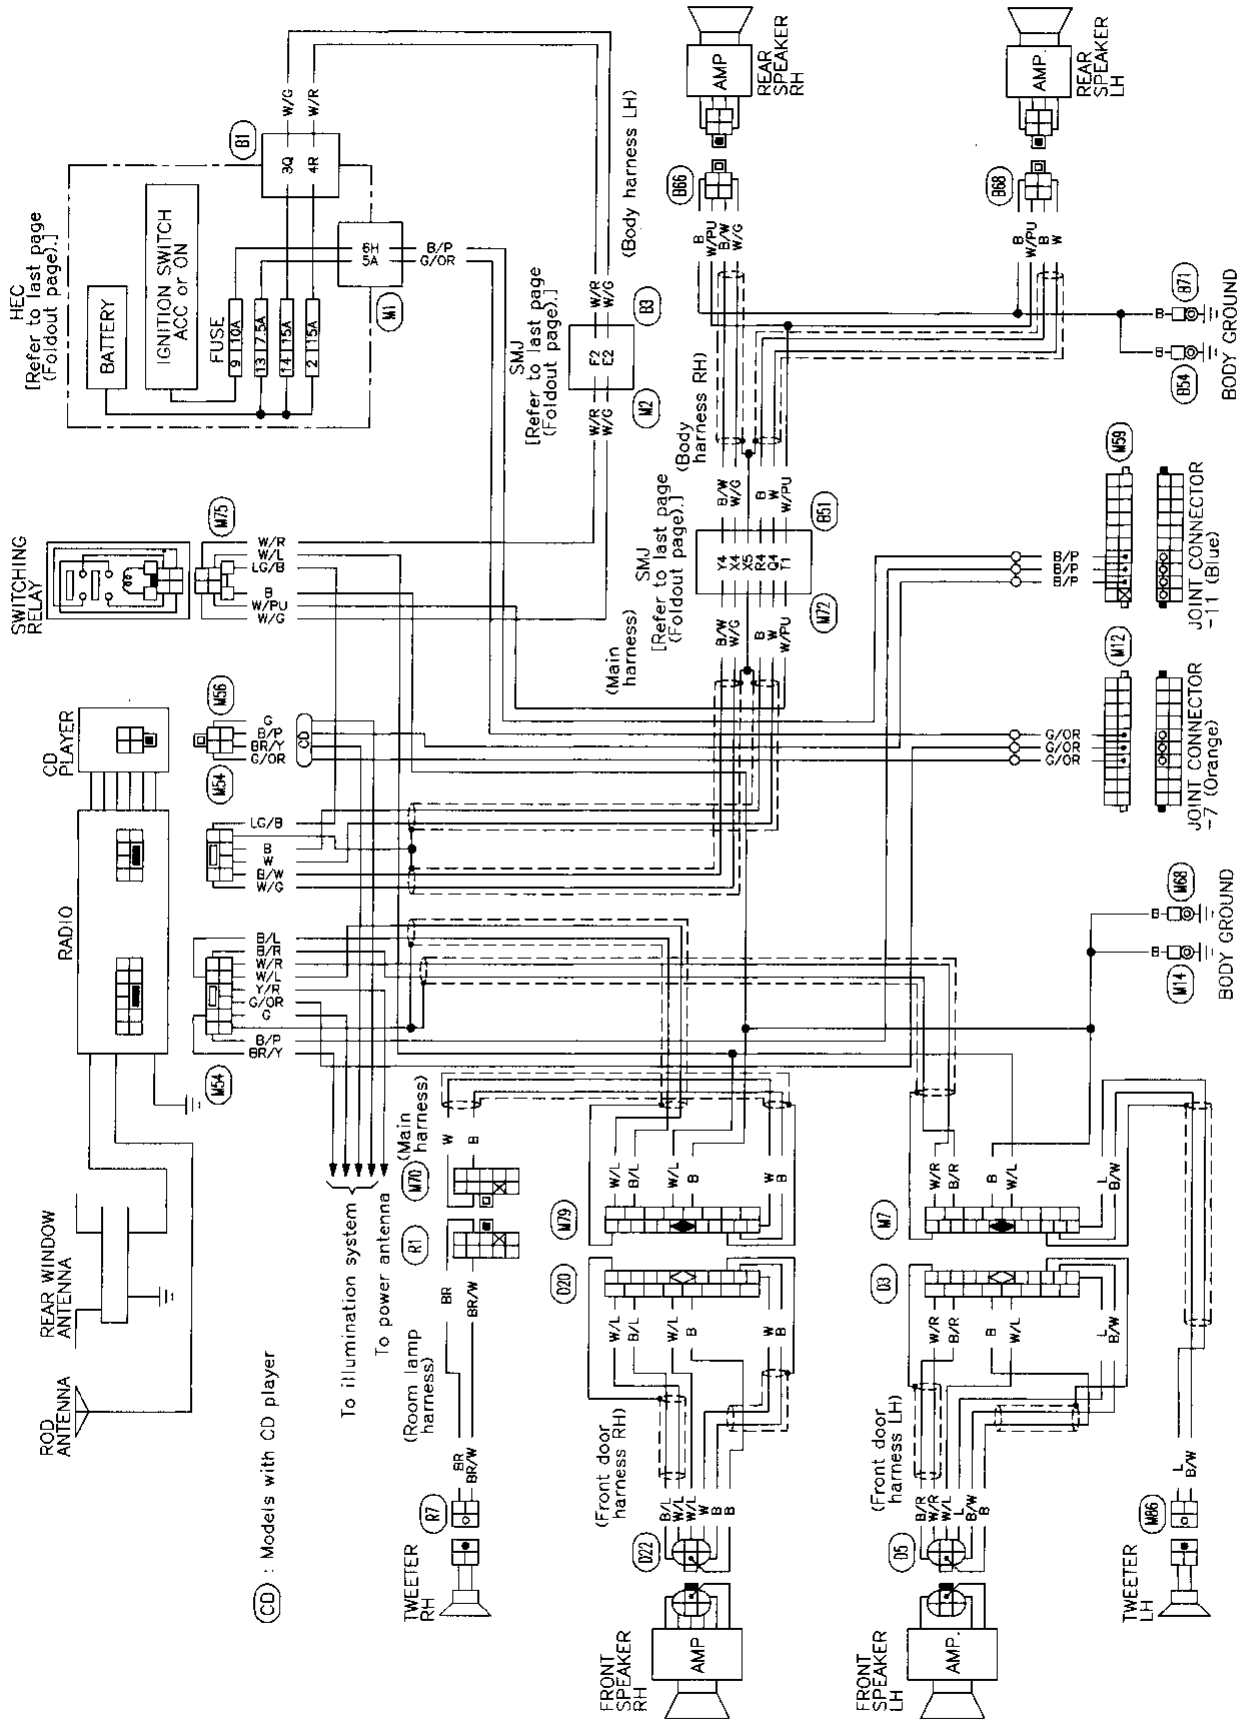 HEC
[Refer to last page
(Foldout page).]
BATTERY
IGNITION SWITCH
ACC or ON
FUSE
9 10A
13 7.5A
14 15A
2 15A
3Q
4R
B1
W/G
W/R
6H
5A
B/P
G/OR
M1
SMJ
[Refer to last page
(Foldout page).]
W/R
W/G
F2
E2
W/R
W/G
M2
B3
(Body harness LH)
AMP
REAR
SPEAKER
RH
AMP
REAR
SPEAKER
LH
B66
B
W/PU
B/W
W/G
B68
B
W/PU
B
W
B71
B
B54
B
BODY GROUND
SWITCHING
RELAY
M75
W/R
W/L
LG/B
B
W/PU
W/G
(Main
harness)
SMJ
[Refer to last page
(Foldout page).]
(Body
harness RH)
B/W
W/G
B
W
W/PU
Y4
X4
X5
R4
Q4
T1
B/W
W/G
B
W
W/PU
M72
B51
CD
PLAYER
M56
G
B/P
BR/Y
G/OR
CD
RADIO
M54
LG/B
B
W
B/W
W/G
B/L
B/R
W/R
W/L
Y/R
G/OR
G
B/P
BR/Y
M54
G/OR
G/OR
G/OR
B/P
B/P
B/P
M12
JOINT CONNECTOR
-7 (Orange)
M59
JOINT CONNECTOR
-11 (Blue)
M68
B
M14
B
BODY GROUND
REAR WINDOW
ANTENNA
ROD
ANTENNA
CD : Models with CD player
To illumination system
To power antenna
(Main
harness)
W
B
M70
R1
BR
BR/W
(Room lamp
harness)
BR
BR/W
R7
TWEETER
RH
M79
W/L
B/L
W/L
B
W
B
D20
W/L
B/L
W/L
B
W
B
(Front door
harness RH)
B/L
W/L
W/L
W
B
B
D22
AMP
FRONT
SPEAKER
RH
M7
W/R
B/R
B
W/L
L
B/W
D3
W/R
B/R
B
W/L
L
B/W
(Front door
harness LH)
B/R
W/R
W/L
L
B/W
B
D5
AMP.
FRONT
SPEAKER
LH
L
B/W
M86
TWEETER
LH